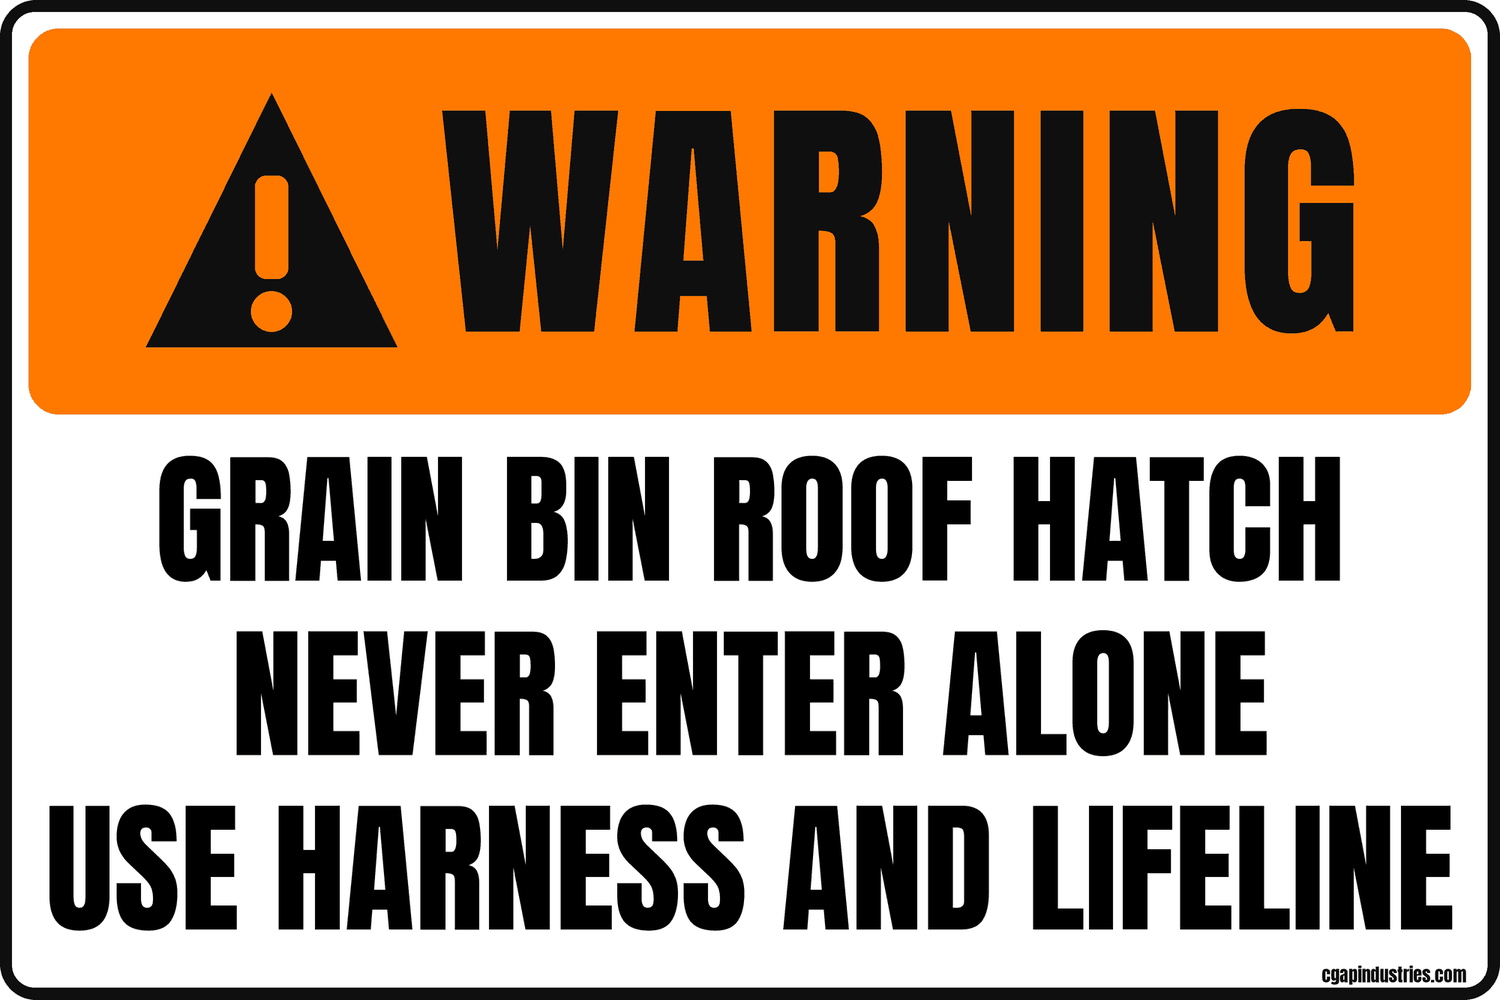 WARNING
GRAIN BIN ROOF HATCH
NEVER ENTER ALONE
USE HARNESS AND LIFELINE
cgapindustries.com